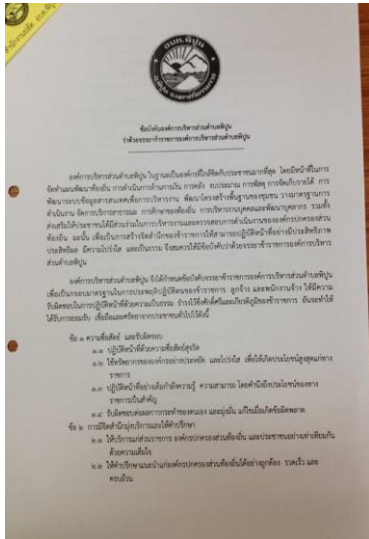 สำนักงานปลัด อบต.พิปูน
อบต.พิปูน
อ.พิปูน จ.นครศรีธรรมราช
ข้อบังคับองค์การบริหารส่วนตำบลพิปูน
ว่าด้วยจรรยาข้าราชการองค์การบริหารส่วนตำบลพิปูน
องค์การบริหารส่วนตำบลพิปูน ในฐานะเป็นองค์กรที่ใกล้ชิดกับประชาชนมากที่สุด โดยมีหน้าที่ในการ
จัดทำแผนพัฒนาท้องถิ่น การดำเนินการด้านการเงิน การคลัง งบประมาณ การพัสดุ การจัดเก็บรายได้ การ
พัฒนาระบบข้อมูลสารสนเทศเพื่อการบริหารงาน พัฒนาโครงสร้างพื้นฐานของชุมชน วางมาตรฐานการ
ดำเนินงาน จัดการบริการสาธารณะ การศึกษาของท้องถิ่น การบริหารงานบุคคลและพัฒนาบุคลากร รวมทั้ง
ส่งเสริมให้ประชาชนได้มีส่วนร่วมในการบริหารงานและตรวจสอบการดำเนินงานขององค์กรปกครองส่วน
ท้องถิ่น ฉะนั้น เพื่อเป็นการสร้างจิตสำนึกของข้าราชการให้สามารถปฏิบัติหน้าที่อย่างมีประสิทธิภาพ
ประสิทธิผล มีความโปร่งใส และเป็นธรรม จึงสมควรให้มีข้อบังคับว่าด้วยจรรยาข้าราชการองค์การบริหาร
ส่วนตำบลพิปูน
องค์การบริหารส่วนตำบลพิปูน จึงได้กำหนดข้อบังคับจรรยาข้าราชการองค์การบริหารส่วนตำบลพิปูน
เพื่อเป็นกรอบมาตรฐานในการประพฤติปฏิบัติตนของข้าราชการ ลูกจ้าง และพนักงานจ้าง ให้มีความ
รับผิดชอบในการปฏิบัติหน้าที่ด้วยความเป็นธรรม ธำรงไว้ซึ่งศักดิ์ศรีและเกียรติภูมิของข้าราชการ อันจะทำให้
ได้รับการยอมรับ เชื่อถือและศรัทธาจากประชาชนทั่วไปไว้ดังนี้
ข้อ ๑ ความซื่อสัตย์ และรับผิดชอบ
๑.๑ ปฏิบัติหน้าที่ด้วยความซื่อสัตย์สุจริต
๑.๒ ใช้ทรัพยากรขององค์กรอย่างประหยัด และโปร่งใส เพื่อให้เกิดประโยชน์สูงสุดแก่ทาง
ราชการ
๑.๓ ปฏิบัติหน้าที่อย่างเต็มกำลังความรู้ ความสามารถ โดยคำนึงถึงประโยชน์ของทาง
ราชการเป็นสำคัญ
๑.๔ รับผิดชอบต่อผลการกระทำของตนเอง และมุ่งมั่น แก้ไขเมื่อเกิดข้อผิดพลาด
ข้อ ๒ การมีจิตสำนึกมุ่งบริการและให้คำปรึกษา
๒.๑ ให้บริการแก่ส่วนราชการ องค์กรปกครองส่วนท้องถิ่น และประชาชนอย่างเท่าเทียมกัน
ด้วยความเต็มใจ
๒.๒ ให้คำปรึกษาแนะนำแก่องค์กรปกครองส่วนท้องถิ่นได้อย่างถูกต้อง รวดเร็ว และ
ครบถ้วน